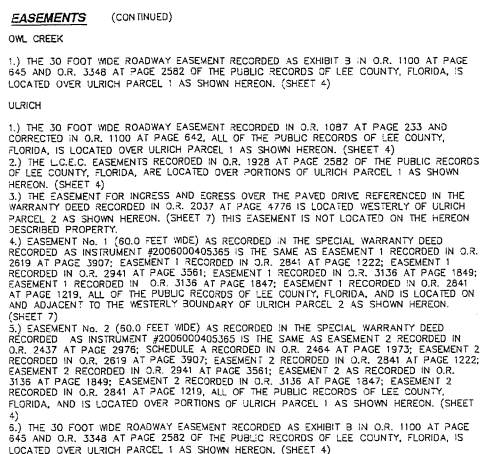 EASEMENTS (CONTINUED)
OWL CREEK
1.) THE 30 FOOT WIDE ROADWAY EASEMENT RECORDED AS EXHIBIT B IN O.R. 1100 AT PAGE
645 AND O.R. 3348 AT PAGE 2582 OF THE PUBLIC RECORDS OF LEE COUNTY, FLORIDA, IS
LOCATED OVER ULRICH PARCEL 1 AS SHOWN HEREON. (SHEET 4)
ULRICH
1.) THE 30 FOOT WIDE ROADWAY EASEMENT RECORDED IN O.R. 1087 AT PAGE 233 AND
CORRECTED IN O.R. 1100 AT PAGE 642, ALL OF THE PUBLIC RECORDS OF LEE COUNTY,
FLORIDA, IS LOCATED OVER ULRICH PARCEL 1 AS SHOWN HEREON. (SHEET 4)
2.) THE L.C.E.C. EASEMENTS RECORDED IN O.R. 1928 AT PAGE 2582 OF THE PUBLIC RECORDS
OF LEE COUNTY, FLORIDA, ARE LOCATED OVER PORTIONS OF ULRICH PARCEL 1 AS SHOWN
HEREON. (SHEET 4)
3.) THE EASEMENT FOR INGRESS AND EGRESS OVER THE PAVED DRIVE REFERENCED IN THE
WARRANTY DEED RECORDED IN O.R. 2037 AT PAGE 4776 IS LOCATED WESTERLY OF ULRICH
PARCEL 2 AS SHOWN HEREON. (SHEET 7) THIS EASEMENT IS NOT LOCATED ON THE HEREON
DESCRIBED PROPERTY.
4.) EASEMENT No. 1 (60.0 FEET WIDE) AS RECORDED IN THE SPECIAL WARRANTY DEED
RECORDED AS INSTRUMENT #2006000405365 IS THE SAME AS EASEMENT 1 RECORDED IN O.R.
2619 AT PAGE 3907; EASEMENT 1 RECORDED IN O.R. 2841 AT PAGE 1222; EASEMENT 1
RECORDED IN O.R. 2941 AT PAGE 3561; EASEMENT 1 RECORDED IN O.R. 3136 AT PAGE 1849;
EASEMENT 1 RECORDED IN O.R. 3136 AT PAGE 1847; EASEMENT 1 RECORDED IN O.R. 2841
AT PAGE 1219, ALL OF THE PUBLIC RECORDS OF LEE COUNTY, FLORIDA, AND IS LOCATED ON
AND ADJACENT TO THE WESTERLY BOUNDARY OF ULRICH PARCEL 2 AS SHOWN HEREON.
(SHEET 7)
5.) EASEMENT No. 2 (60.0 FEET WIDE) AS RECORDED IN THE SPECIAL WARRANTY DEED
RECORDED AS INSTRUMENT #2006000405365 IS THE SAME AS EASEMENT 2 RECORDED IN
O.R. 2437 AT PAGE 2976; SCHEDULE A RECORDED IN O.R. 2464 AT PAGE 1973; EASEMENT 2
RECORDED IN O.R. 2619 AT PAGE 3907; EASEMENT 2 RECORDED IN O.R. 2841 AT PAGE 1222;
EASEMENT 2 RECORDED IN O.R. 2941 AT PAGE 3561; EASEMENT 2 AS RECORDED IN O.R.
3136 AT PAGE 1849; EASEMENT 2 RECORDED IN O.R. 3136 AT PAGE 1847; EASEMENT 2
RECORDED IN O.R. 2841 AT PAGE 1219, ALL OF THE PUBLIC RECORDS OF LEE COUNTY,
FLORIDA, AND IS LOCATED OVER PORTIONS OF ULRICH PARCEL 1 AS SHOWN HEREON. (SHEET
4)
6.) THE 30 FOOT WIDE ROADWAY EASEMENT RECORDED AS EXHIBIT B IN O.R. 1100 AT PAGE
645 AND O.R. 3348 AT PAGE 2582 OF THE PUBLIC RECORDS OF LEE COUNTY, FLORIDA, IS
LOCATED OVER ULRICH PARCEL 1 AS SHOWN HEREON. (SHEET 4)